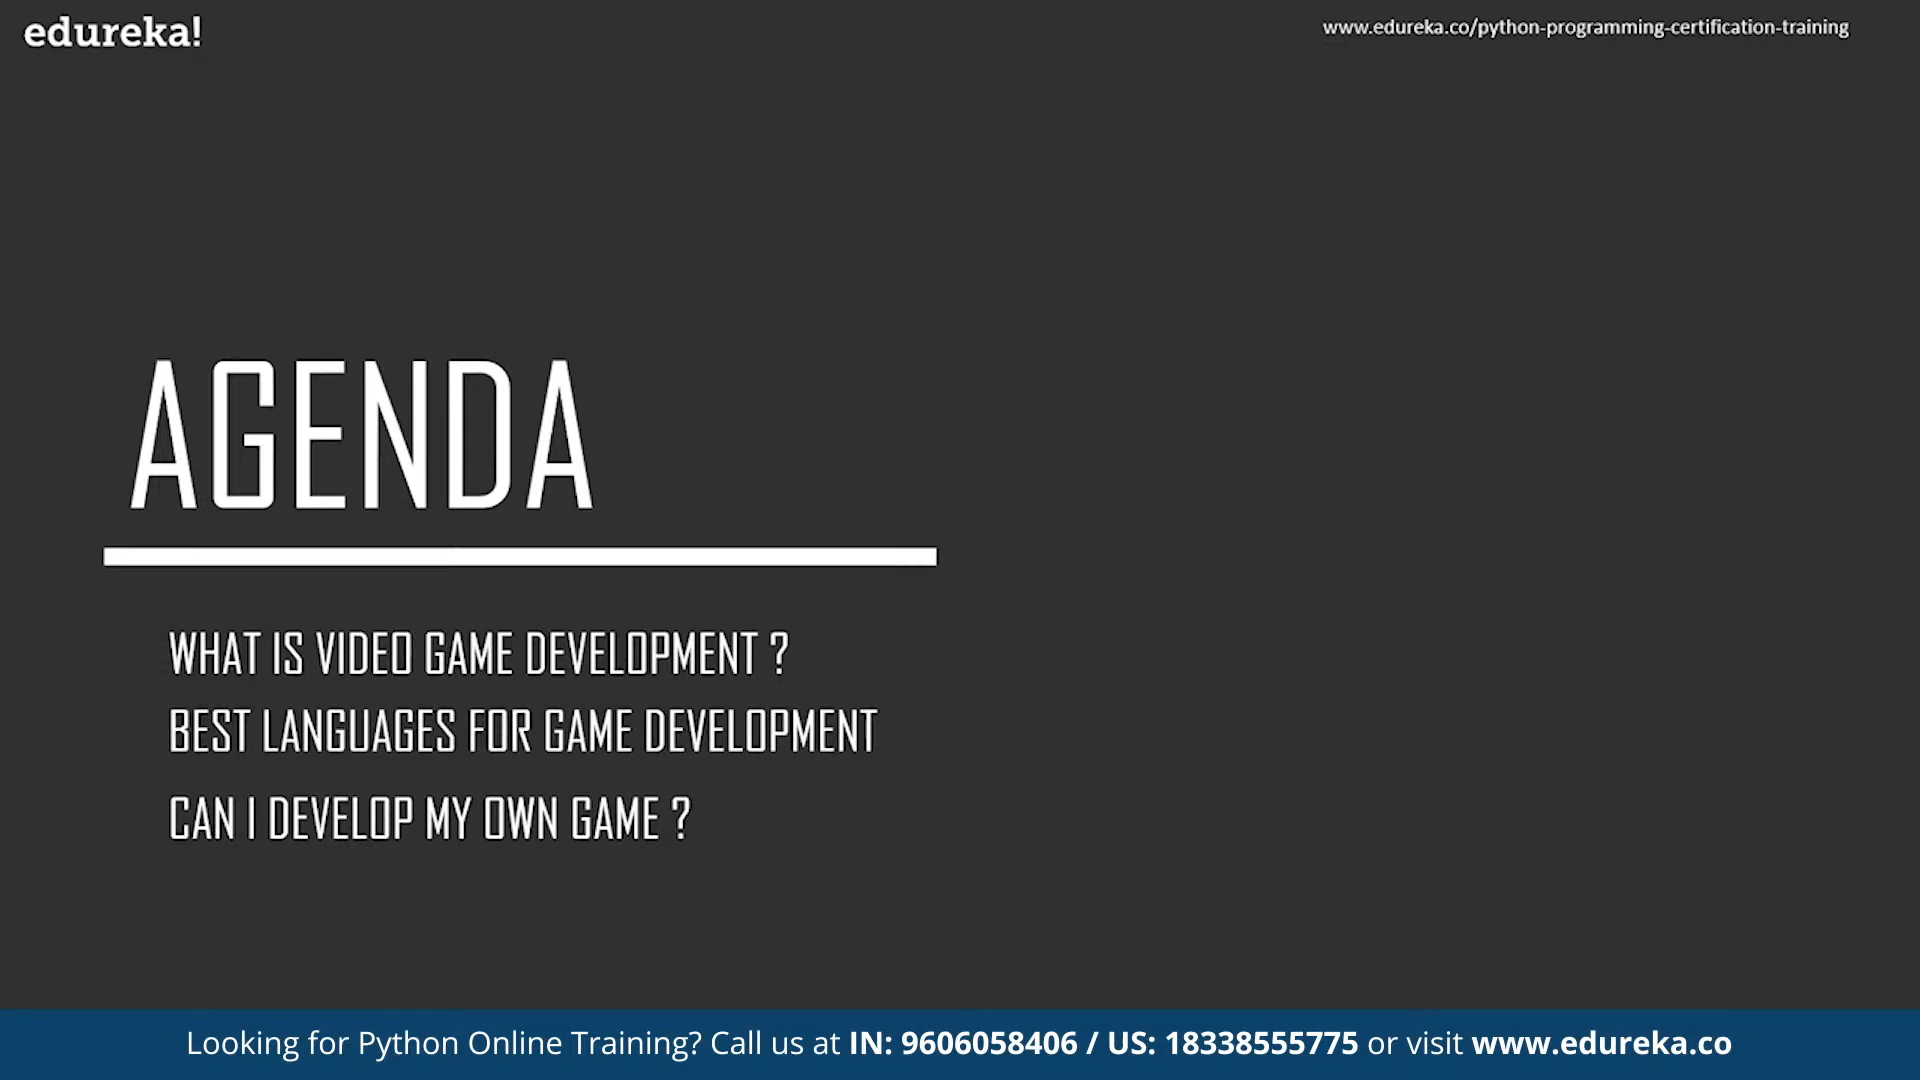 edureka!
www.edureka.co/python-programming-certification-training
AGENDA
WHAT IS VIDEO GAME DEVELOPMENT ?
BEST LANGUAGES FOR GAME DEVELOPMENT
CAN I DEVELOP MY OWN GAME ?
Looking for Python Online Training? Call us at IN: 9606058406 / US: 18338555775 or visit www.edureka.co